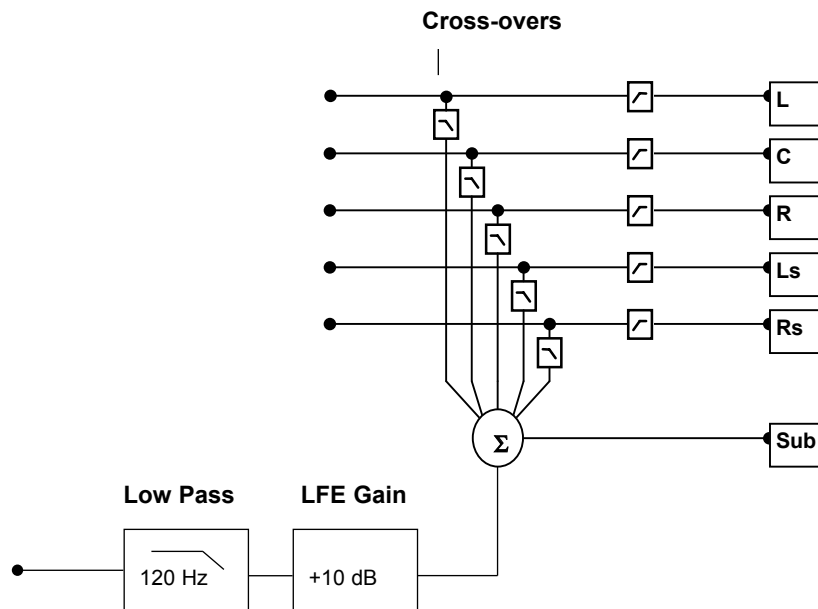 Cross-overs
L
C
R
Ls
Rs
Σ
Sub
Low Pass
LFE Gain
120 Hz
+10 dB